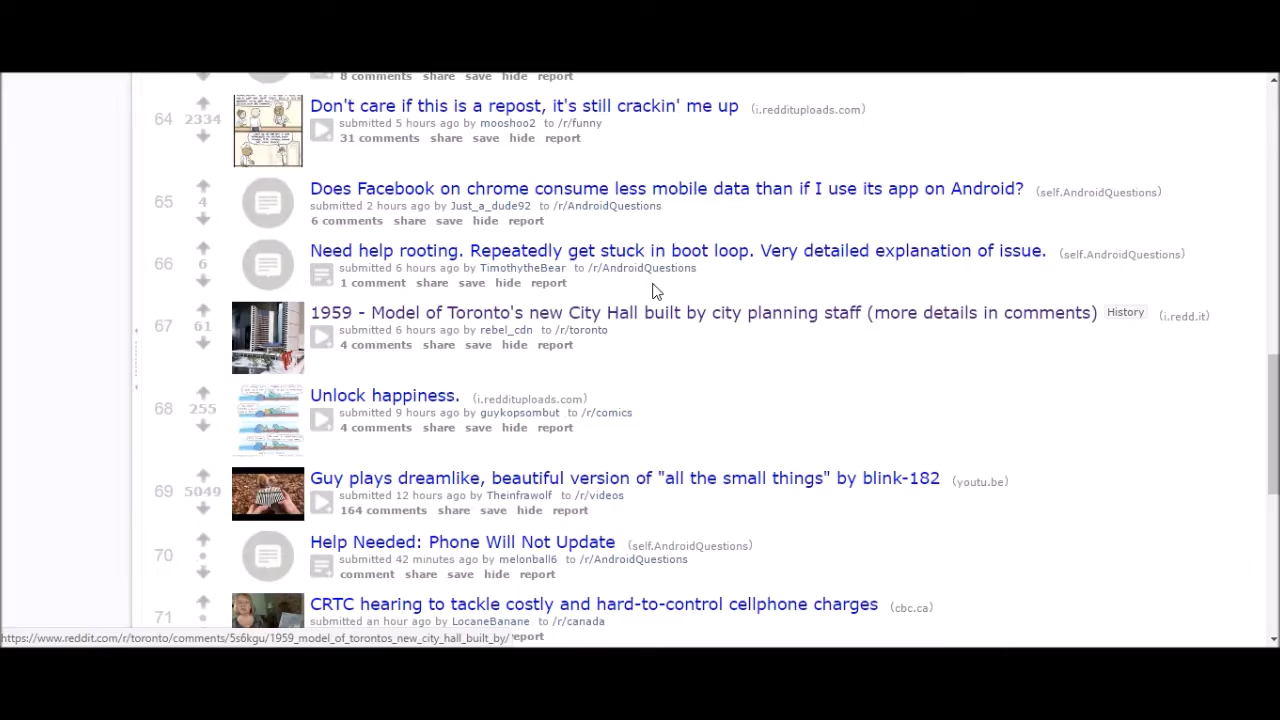 8 comments share save hide report
64 2334 Don't care if this is a repost, it's still crackin' me up (i.reddituploads.com)
submitted 5 hours ago by mooshoo2 to /r/funny
31 comments share save hide report
65 4 Does Facebook on chrome consume less mobile data than if I use its app on Android? (self.AndroidQuestions)
submitted 2 hours ago by Just_a_dude92 to /r/AndroidQuestions
6 comments share save hide report
66 6 Need help rooting. Repeatedly get stuck in boot loop. Very detailed explanation of issue. (self.AndroidQuestions)
submitted 6 hours ago by TimothytheBear to /r/AndroidQuestions
1 comment share save hide report
67 61 1959 - Model of Toronto's new City Hall built by city planning staff (more details in comments) History (i.redd.it)
submitted 6 hours ago by rebel_cdn to /r/toronto
4 comments share save hide report
68 255 Unlock happiness. (i.reddituploads.com)
submitted 9 hours ago by guykopsombut to /r/comics
4 comments share save hide report
69 5049 Guy plays dreamlike, beautiful version of "all the small things" by blink-182 (youtu.be)
submitted 12 hours ago by Theinfrawolf to /r/videos
164 comments share save hide report
70 • Help Needed: Phone Will Not Update (self.AndroidQuestions)
submitted 42 minutes ago by melonball6 to /r/AndroidQuestions
comment share save hide report
71 • CRTC hearing to tackle costly and hard-to-control cellphone charges (cbc.ca)
submitted an hour ago by LocaneBanane to /r/canada
https://www.reddit.com/r/toronto/comments/5s6kgu/1959_model_of_torontos_new_city_hall_built_by/ report